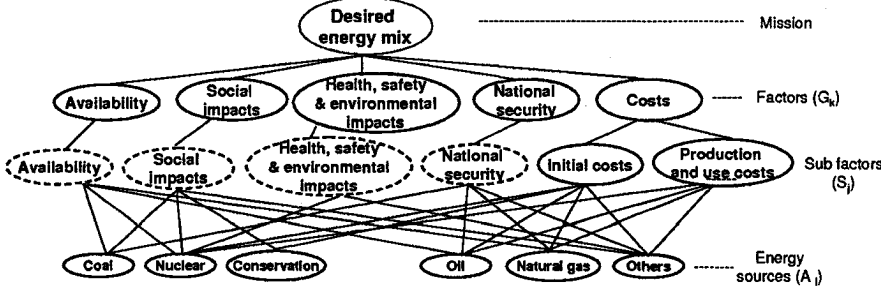 Desired
energy mix
Mission
Availability
Social
impacts
Health, safety
& environmental
impacts
National
security
Costs
Factors (Gk)
Availability
Social
impacts
Health, safety
& environmental
impacts
National
security
Initial costs
Production
and use costs
Sub factors
(Sj)
Coal
Nuclear
Conservation
Oil
Natural gas
Others
Energy
sources (Ai)